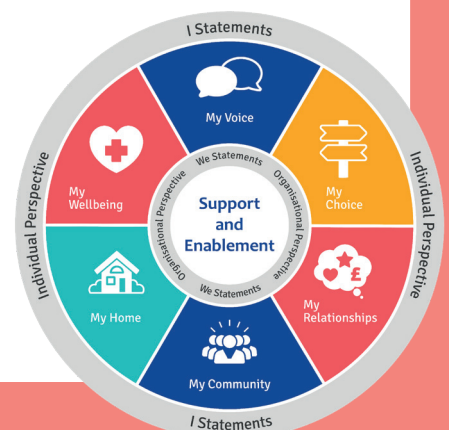 I Statements
My Voice
My
Choice
My
Relationships
My Community
My Home
My
Wellbeing
Individual Perspective
Individual Perspective
I Statements
We Statements
Organisational Perspective
Organisational Perspective
We Statements
Support
and
Enablement
£